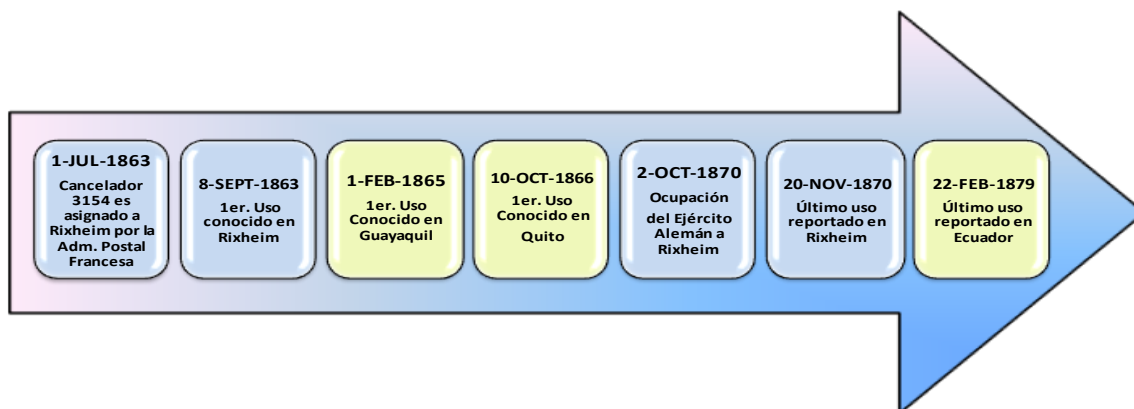 1-JUL-1863
Cancelador
3154 es
asignado a
Rixheim por la
Adm. Postal
Francesa
8-SEPT-1863
1er. Uso
conocido en
Rixheim
1-FEB-1865
1er. Uso
Conocido en
Guayaquil
10-OCT-1866
1er. Uso
Conocido en
Quito
2-OCT-1870
Ocupación
del Ejército
Alemán a
Rixheim
20-NOV-1870
Último uso
reportado en
Rixheim
22-FEB-1879
Último uso
reportado en
Ecuador